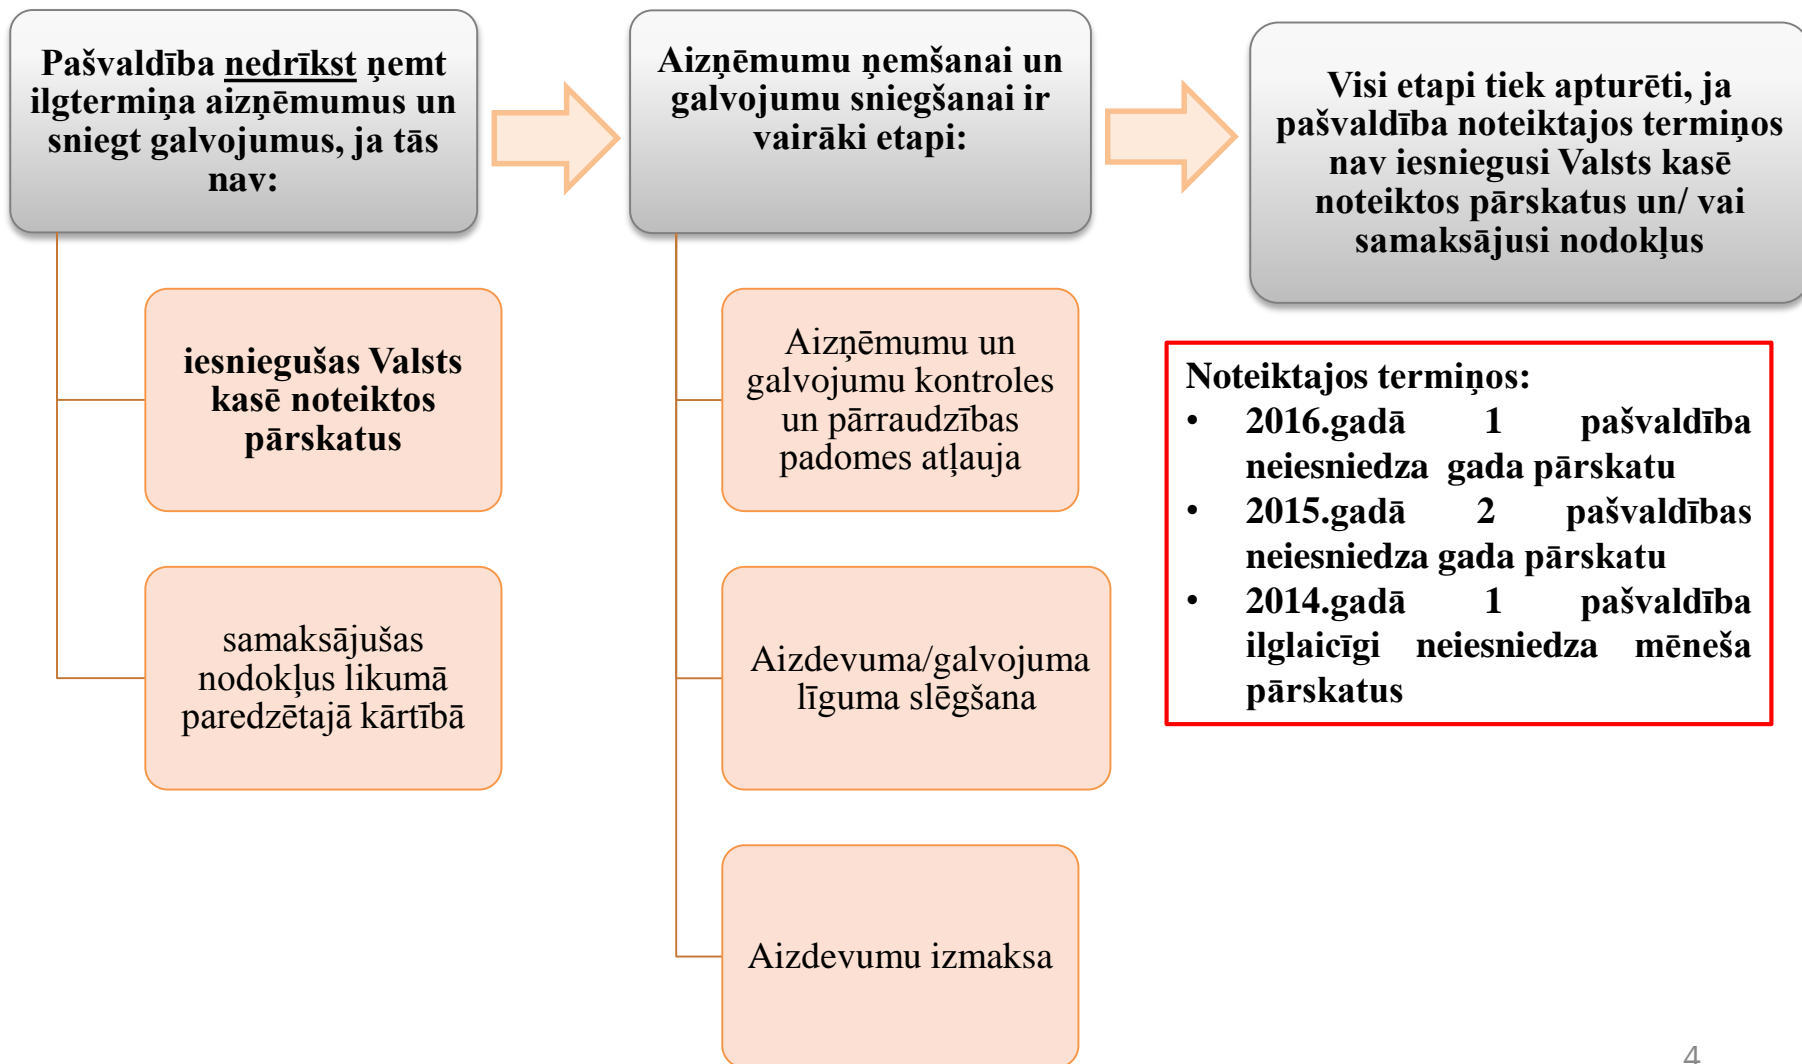 Pašvaldība nedrīkst ņemt
ilgtermiņa aizņēmumus un
sniegt galvojumus, ja tās
nav:
iesniegušas Valsts
kasē noteiktos
pārskatus
samaksājušas
nodokļus likumā
paredzētajā kārtībā
Aizņēmumu ņemšanai un
galvojumu sniegšanai ir
vairāki etapi:
Aizņēmumu un
galvojumu kontroles
un pārraudzības
padomes atļauja
Aizdevuma/galvojuma
līguma slēgšana
Aizdevumu izmaksa
Visi etapi tiek apturēti, ja
pašvaldība noteiktajos termiņos
nav iesniegusi Valsts kasē
noteiktos pārskatus un/ vai
samaksājusi nodokļus
Noteiktajos termiņos:
• 2016.gadā 1 pašvaldība
neiesniedza gada pārskatu
• 2015.gadā 2 pašvaldības
neiesniedza gada pārskatu
• 2014.gadā 1 pašvaldība
ilglaicīgi neiesniedza mēneša
pārskatus
4